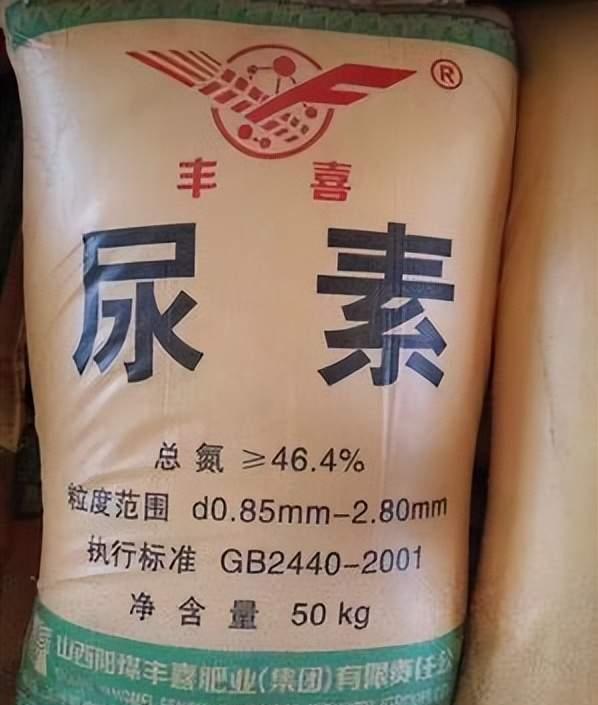 ®
丰喜
尿素
总氮 ≥46.4%
粒度范围 d0.85mm-2.80mm
执行标准 GB2440-2001
净含量 50 kg
山西阳煤丰喜肥业(集团)有限责任公